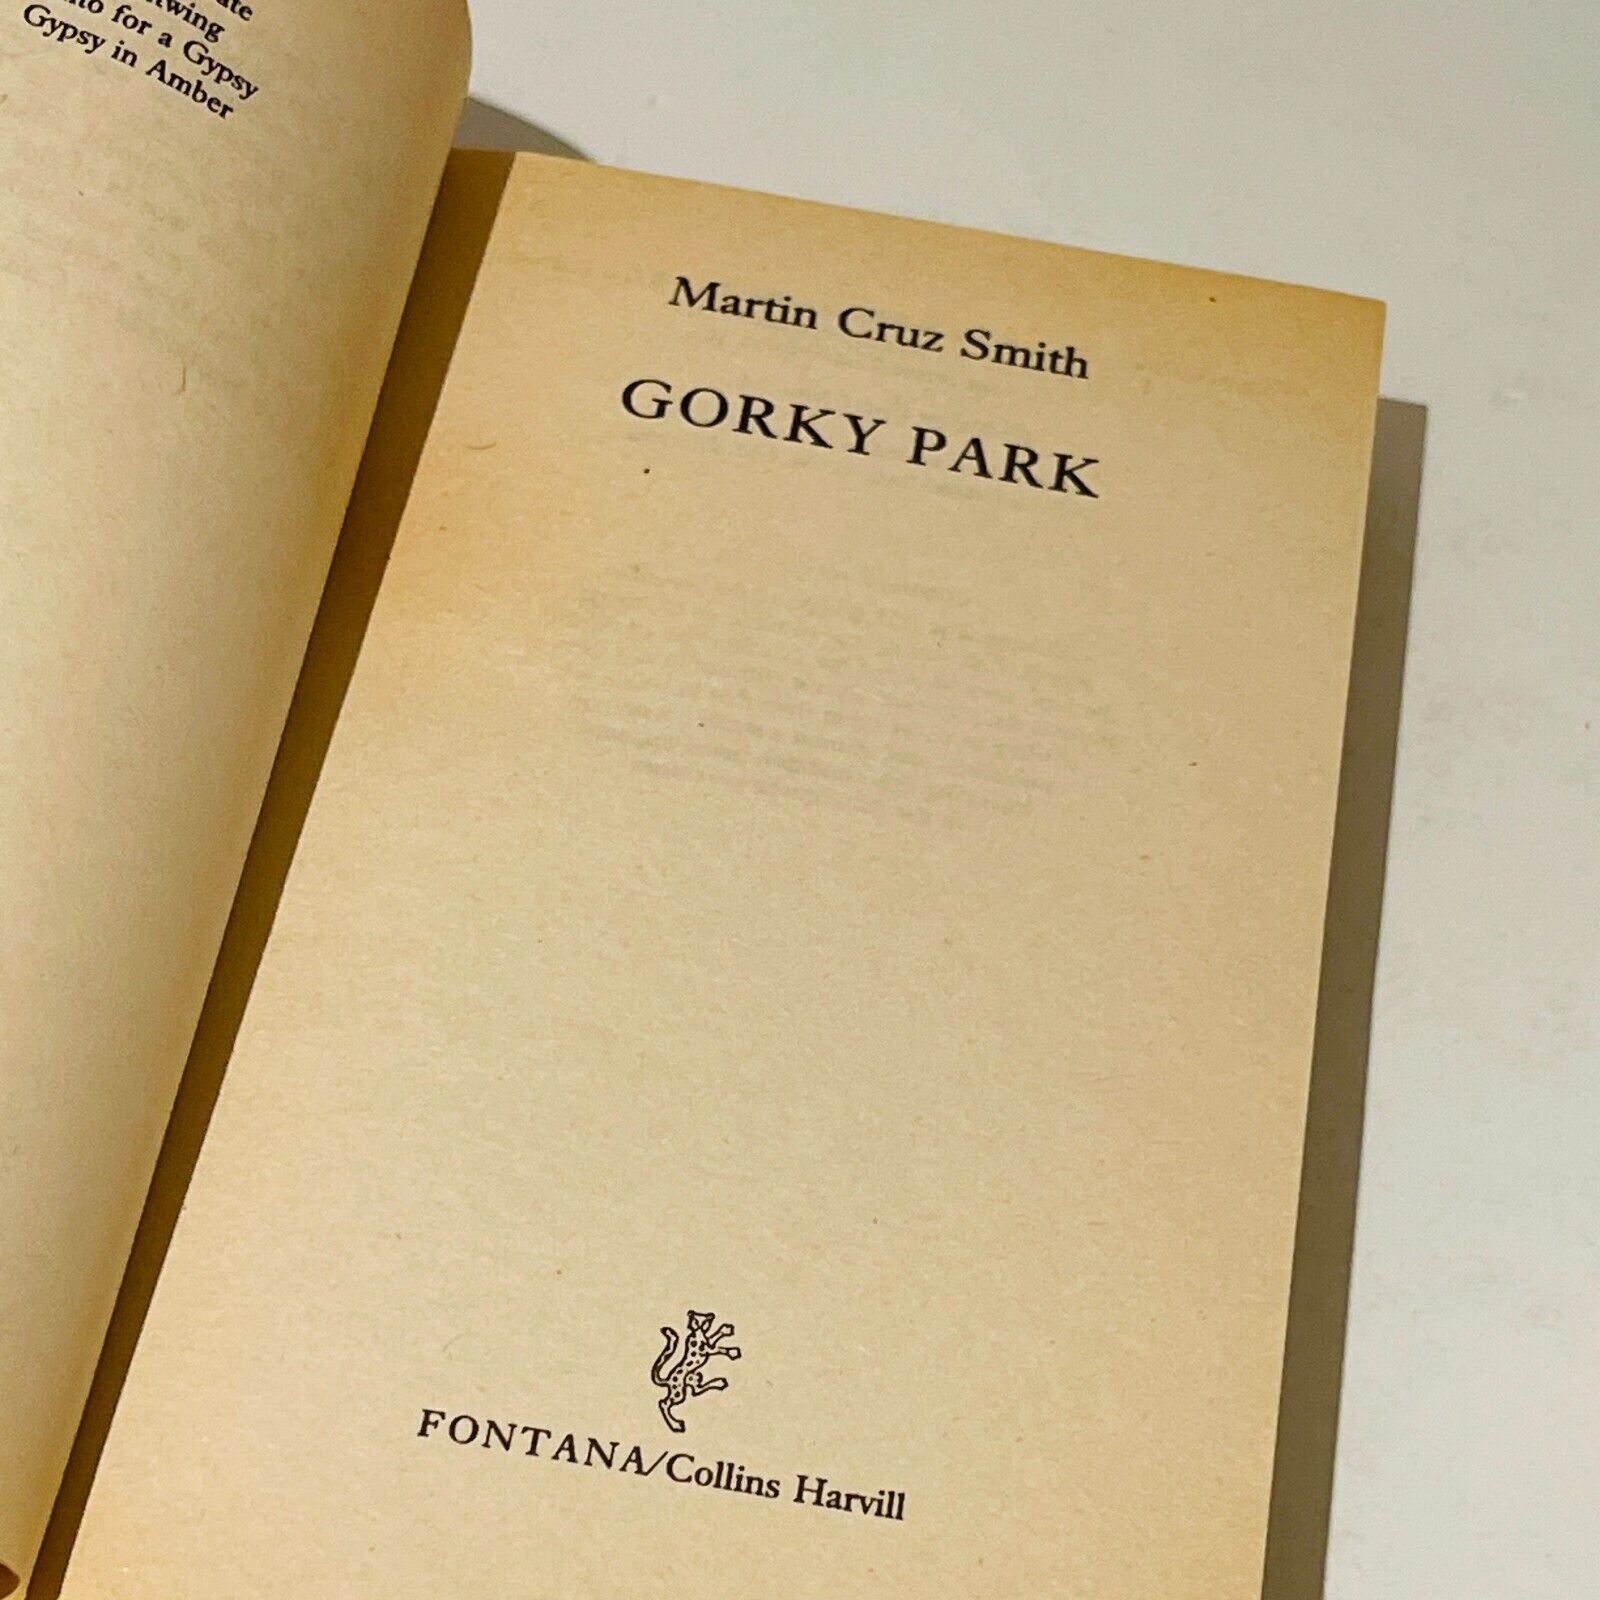 for a Gypsy
Gypsy in Amber
Martin Cruz Smith
GORKY PARK
FONTANA/Collins Harvill